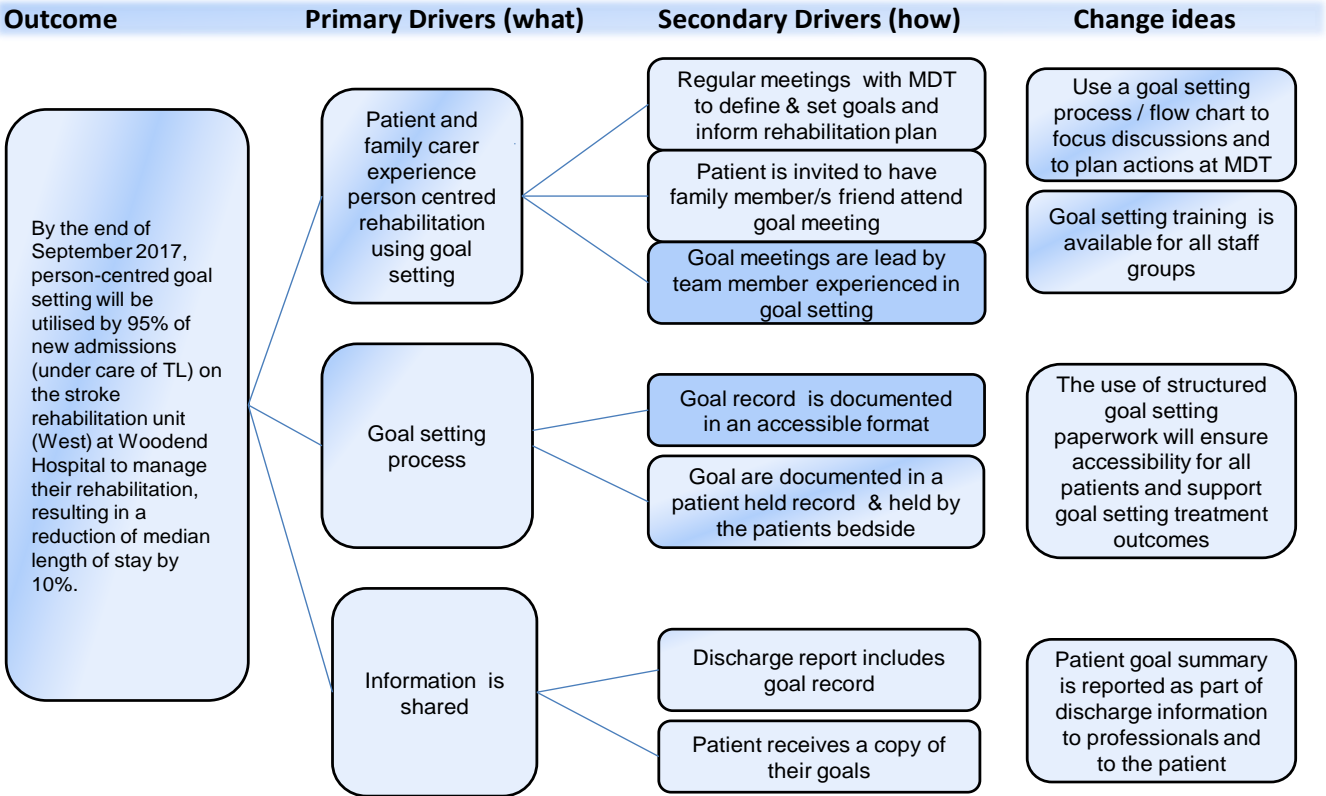 Outcome
Primary Drivers (what)
Secondary Drivers (how)
Change ideas
By the end of
September 2017,
person-centred goal
setting will be
utilised by 95% of
new admissions
(under care of TL) on
the stroke
rehabilitation unit
(West) at Woodend
Hospital to manage
their rehabilitation,
resulting in a
reduction of median
length of stay by
10%.
Patient and
family carer
experience
person centred
rehabilitation
using goal
setting
Goal setting
process
Information is
shared
Regular meetings with MDT
to define & set goals and
inform rehabilitation plan
Patient is invited to have
family member/s friend attend
goal meeting
Goal meetings are lead by
team member experienced in
goal setting
Goal record is documented
in an accessible format
Goal are documented in a
patient held record & held by
the patients bedside
Discharge report includes
goal record
Patient receives a copy of
their goals
Use a goal setting
process / flow chart to
focus discussions and
to plan actions at MDT
Goal setting training is
available for all staff
groups
The use of structured
goal setting
paperwork will ensure
accessibility for all
patients and support
goal setting treatment
outcomes
Patient goal summary
is reported as part of
discharge information
to professionals and
to the patient